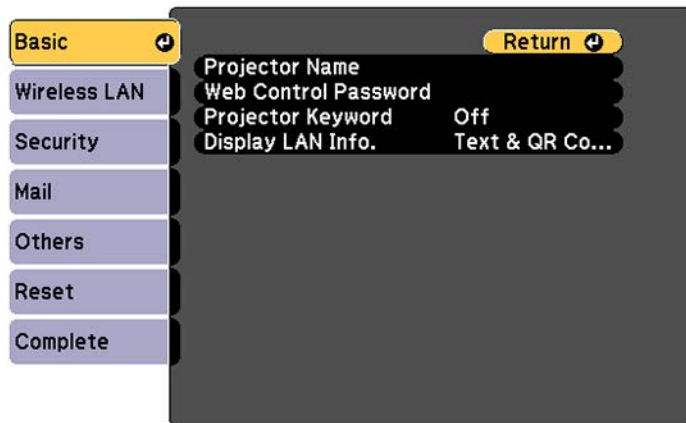 Basic
Wireless LAN
Security
Mail
Others
Reset
Complete
Return
Projector Name
Web Control Password
Projector Keyword Off
Display LAN Info. Text & QR Co...